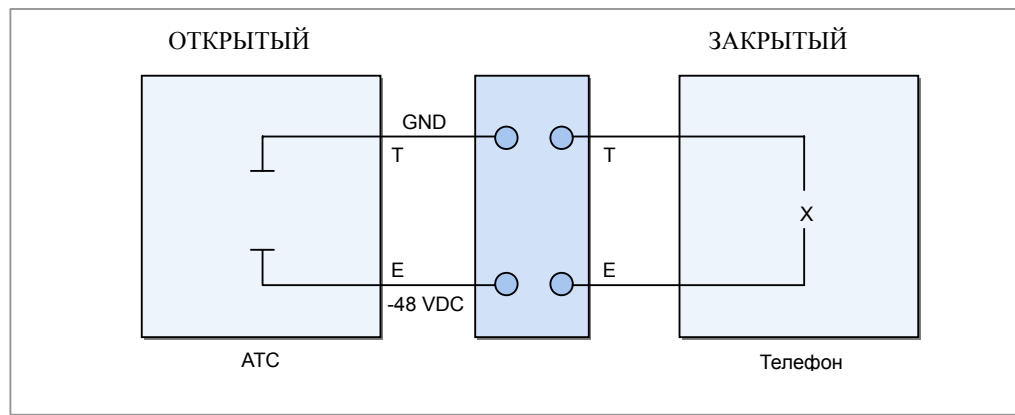 ОТКРЫТЫЙ
ЗАКРЫТЫЙ
GND
T
T
X
E
E
-48 VDC
АТС
Телефон